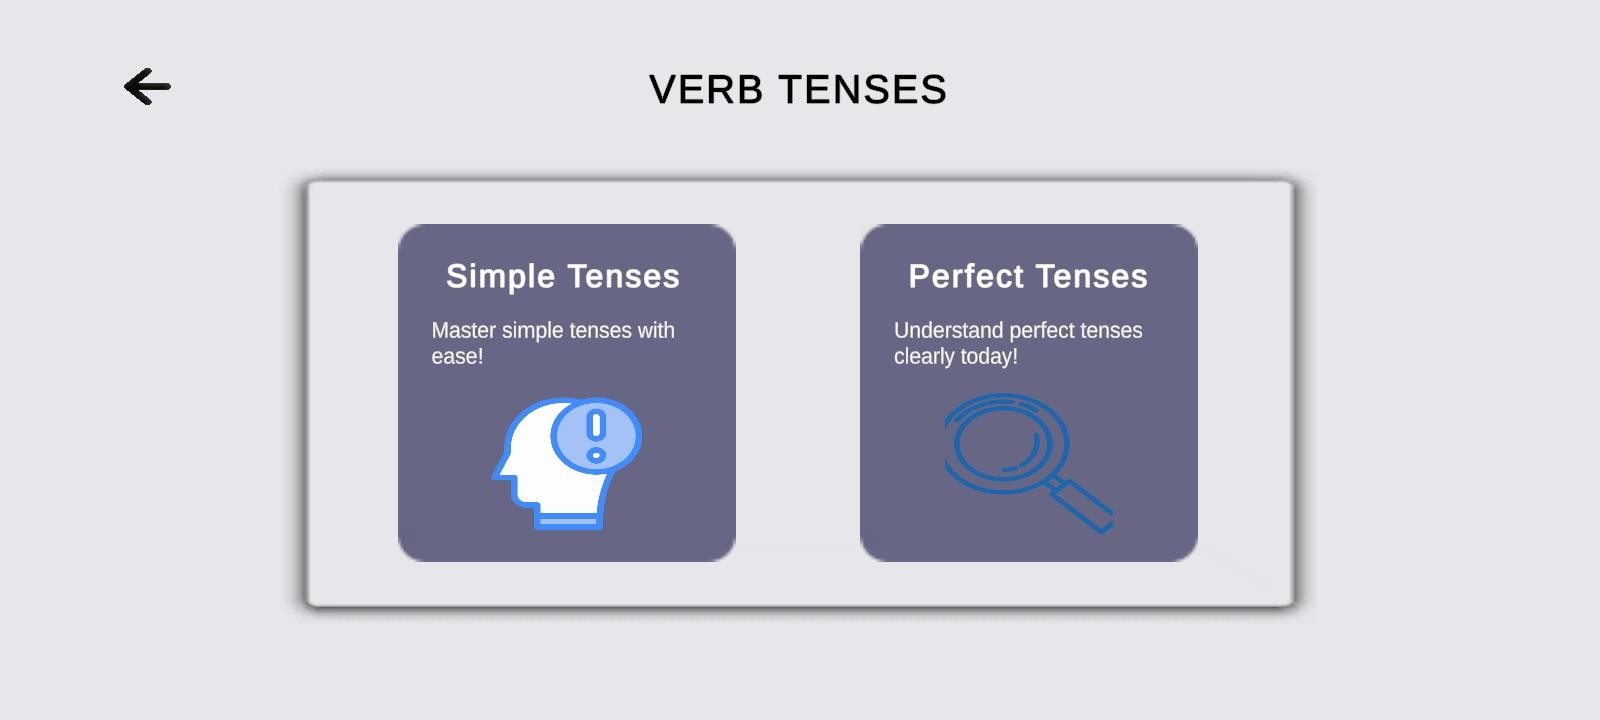 VERB TENSES
Simple Tenses
Master simple tenses with
ease!
Perfect Tenses
Understand perfect tenses
clearly today!